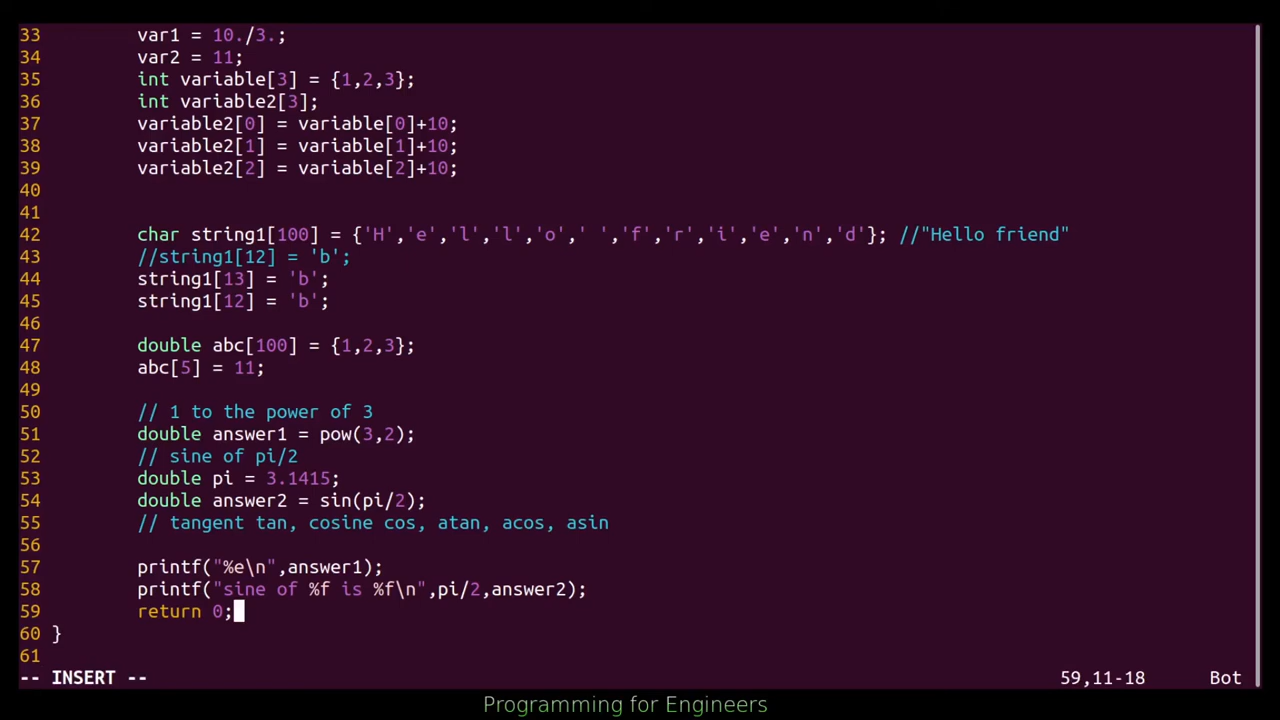 33 var1 = 10./3.;
34 var2 = 11;
35 int variable[3] = {1,2,3};
36 int variable2[3];
37 variable2[0] = variable[0]+10;
38 variable2[1] = variable[1]+10;
39 variable2[2] = variable[2]+10;
40
41
42 char string1[100] = {'H','e','l','l','o',' ','f','r','i','e','n','d'}; //"Hello friend"
43 //string1[12] = 'b';
44 string1[13] = 'b';
45 string1[12] = 'b';
46
47 double abc[100] = {1,2,3};
48 abc[5] = 11;
49
50 // 1 to the power of 3
51 double answer1 = pow(3,2);
52 // sine of pi/2
53 double pi = 3.1415;
54 double answer2 = sin(pi/2);
55 // tangent tan, cosine cos, atan, acos, asin
56
57 printf("%e\n",answer1);
58 printf("sine of %f is %f\n",pi/2,answer2);
59 return 0;
60 }
61
-- INSERT -- 59,11-18 Bot
Programming for Engineers